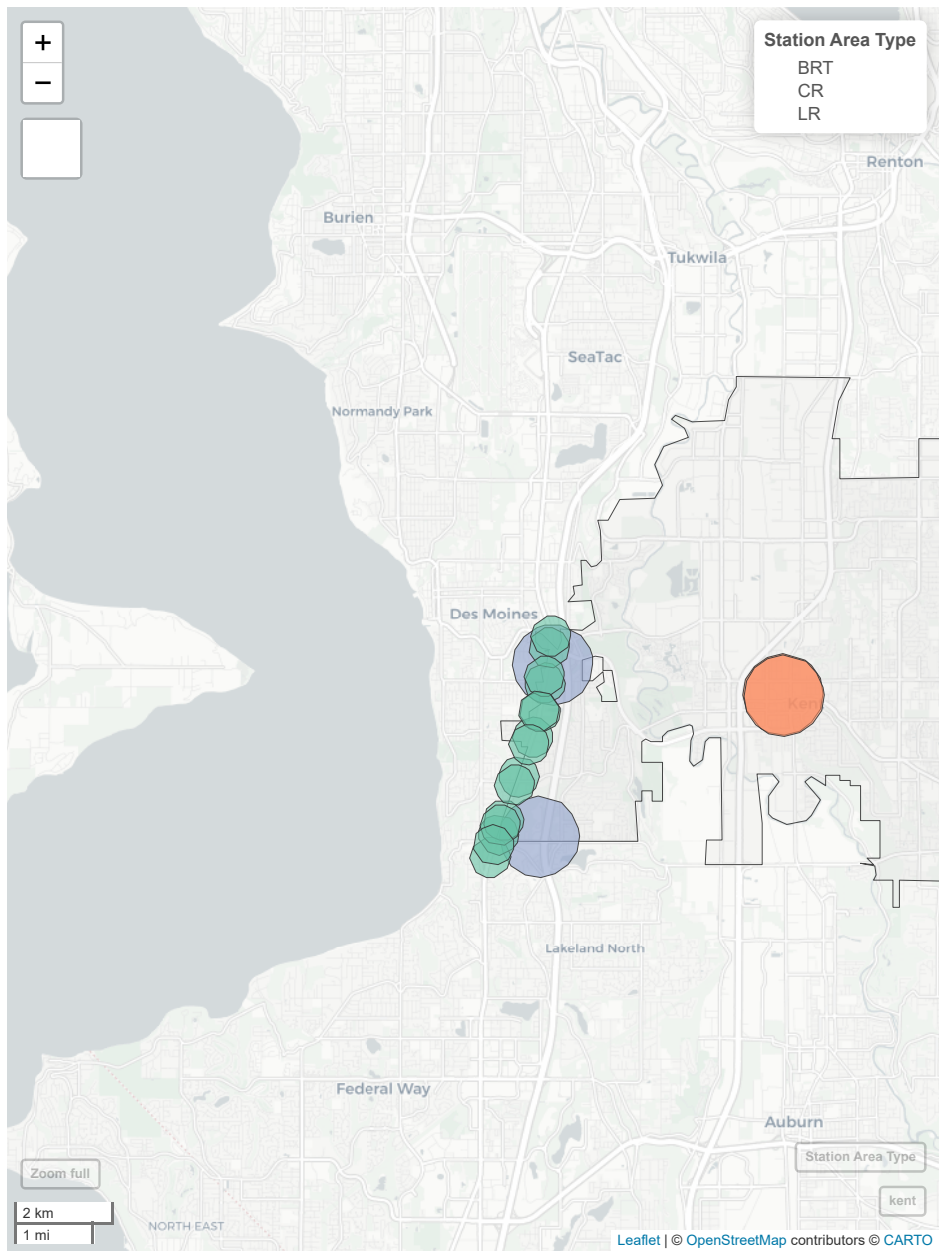 +
−
Station Area Type
BRT
CR
LR
Renton
Burien
Tukwila
SeaTac
Normandy Park
Des Moines
Kent
Lakeland North
Federal Way
Auburn
Station Area Type
Zoom full
kent
2 km
1 mi
NORTH EAST
Leaflet | © OpenStreetMap contributors © CARTO